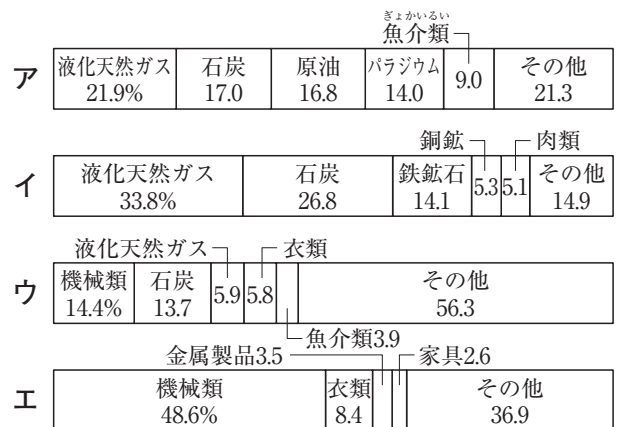 ぎょかいるい
魚介類
ア
液化天然ガス 石炭 原油 パラジウム 9.0 その他
21.9% 17.0 16.8 14.0 21.3
銅鉱 肉類
イ
液化天然ガス 石炭 鉄鉱石 5.3 5.1 その他
33.8% 26.8 14.1 14.9
液化天然ガス 衣類
ウ
機械類 石炭 5.9 5.8 その他
14.4% 13.7 56.3
魚介類3.9
金属製品3.5 家具2.6
エ
機械類 衣類 その他
48.6% 8.4 36.9